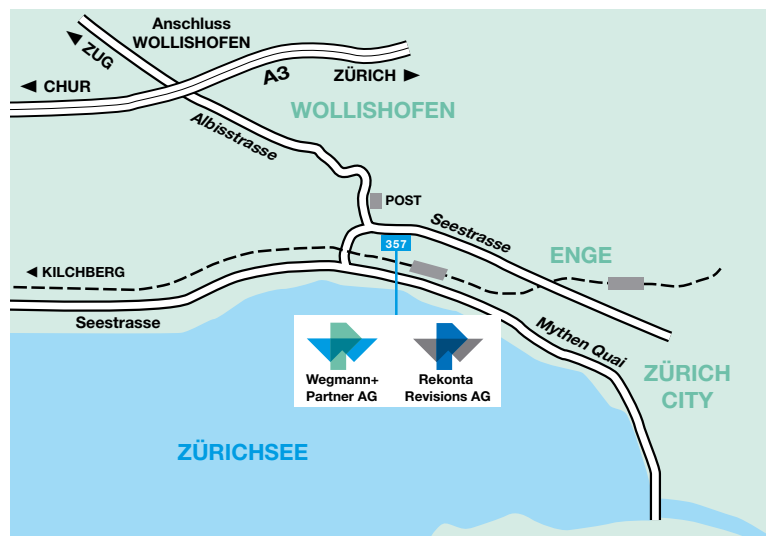 Anschluss
WOLLISHOFEN
ZUG
A3
ZÜRICH
CHUR
WOLLISHOFEN
Albisstrasse
POST
Seestrasse
357
ENGE
KILCHBERG
Seestrasse
Mythen Quai
Wegmann+
Partner AG
Rekonta
Revisions AG
ZÜRICH
CITY
ZÜRICHSEE